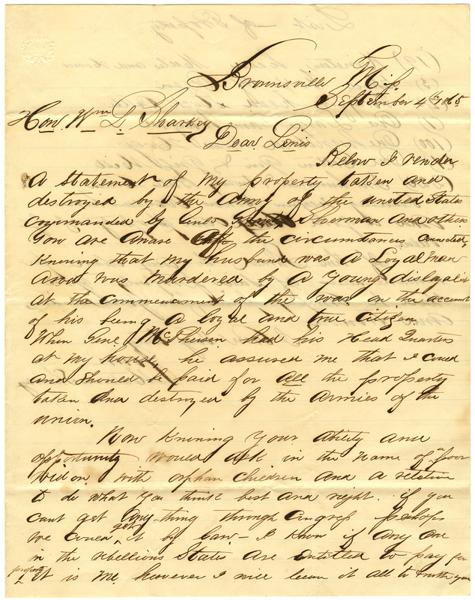 Brownsville Miss
September 4th /65
Hon Wm L Sharkey
Dear
Below I render
A statement of my property taken and
destroyed by the Army of the united States
commanded by Genl Sherman and others
you are aware of the circumstances connected,
knowing that my husband was a Loyal man
and was murdered by a young disloyal
at the commencement of the war on the account
of his being a loyal and true citizen
When Genl McPherson had his Head Quarters
at my house he assured me that I could
and should be paid for all the property
taken and destroyed by the armies of the
union.
Now knowing your ability and
opportunity would ask in the name of a poor
widow with orphan children and a relation
to do what you think best and right. if you
cant get any thing through Congress perhaps
we could get it by Law - I know if any one
in the Rebellious States are entitled to pay for
property
it is me. however I will leave it all to